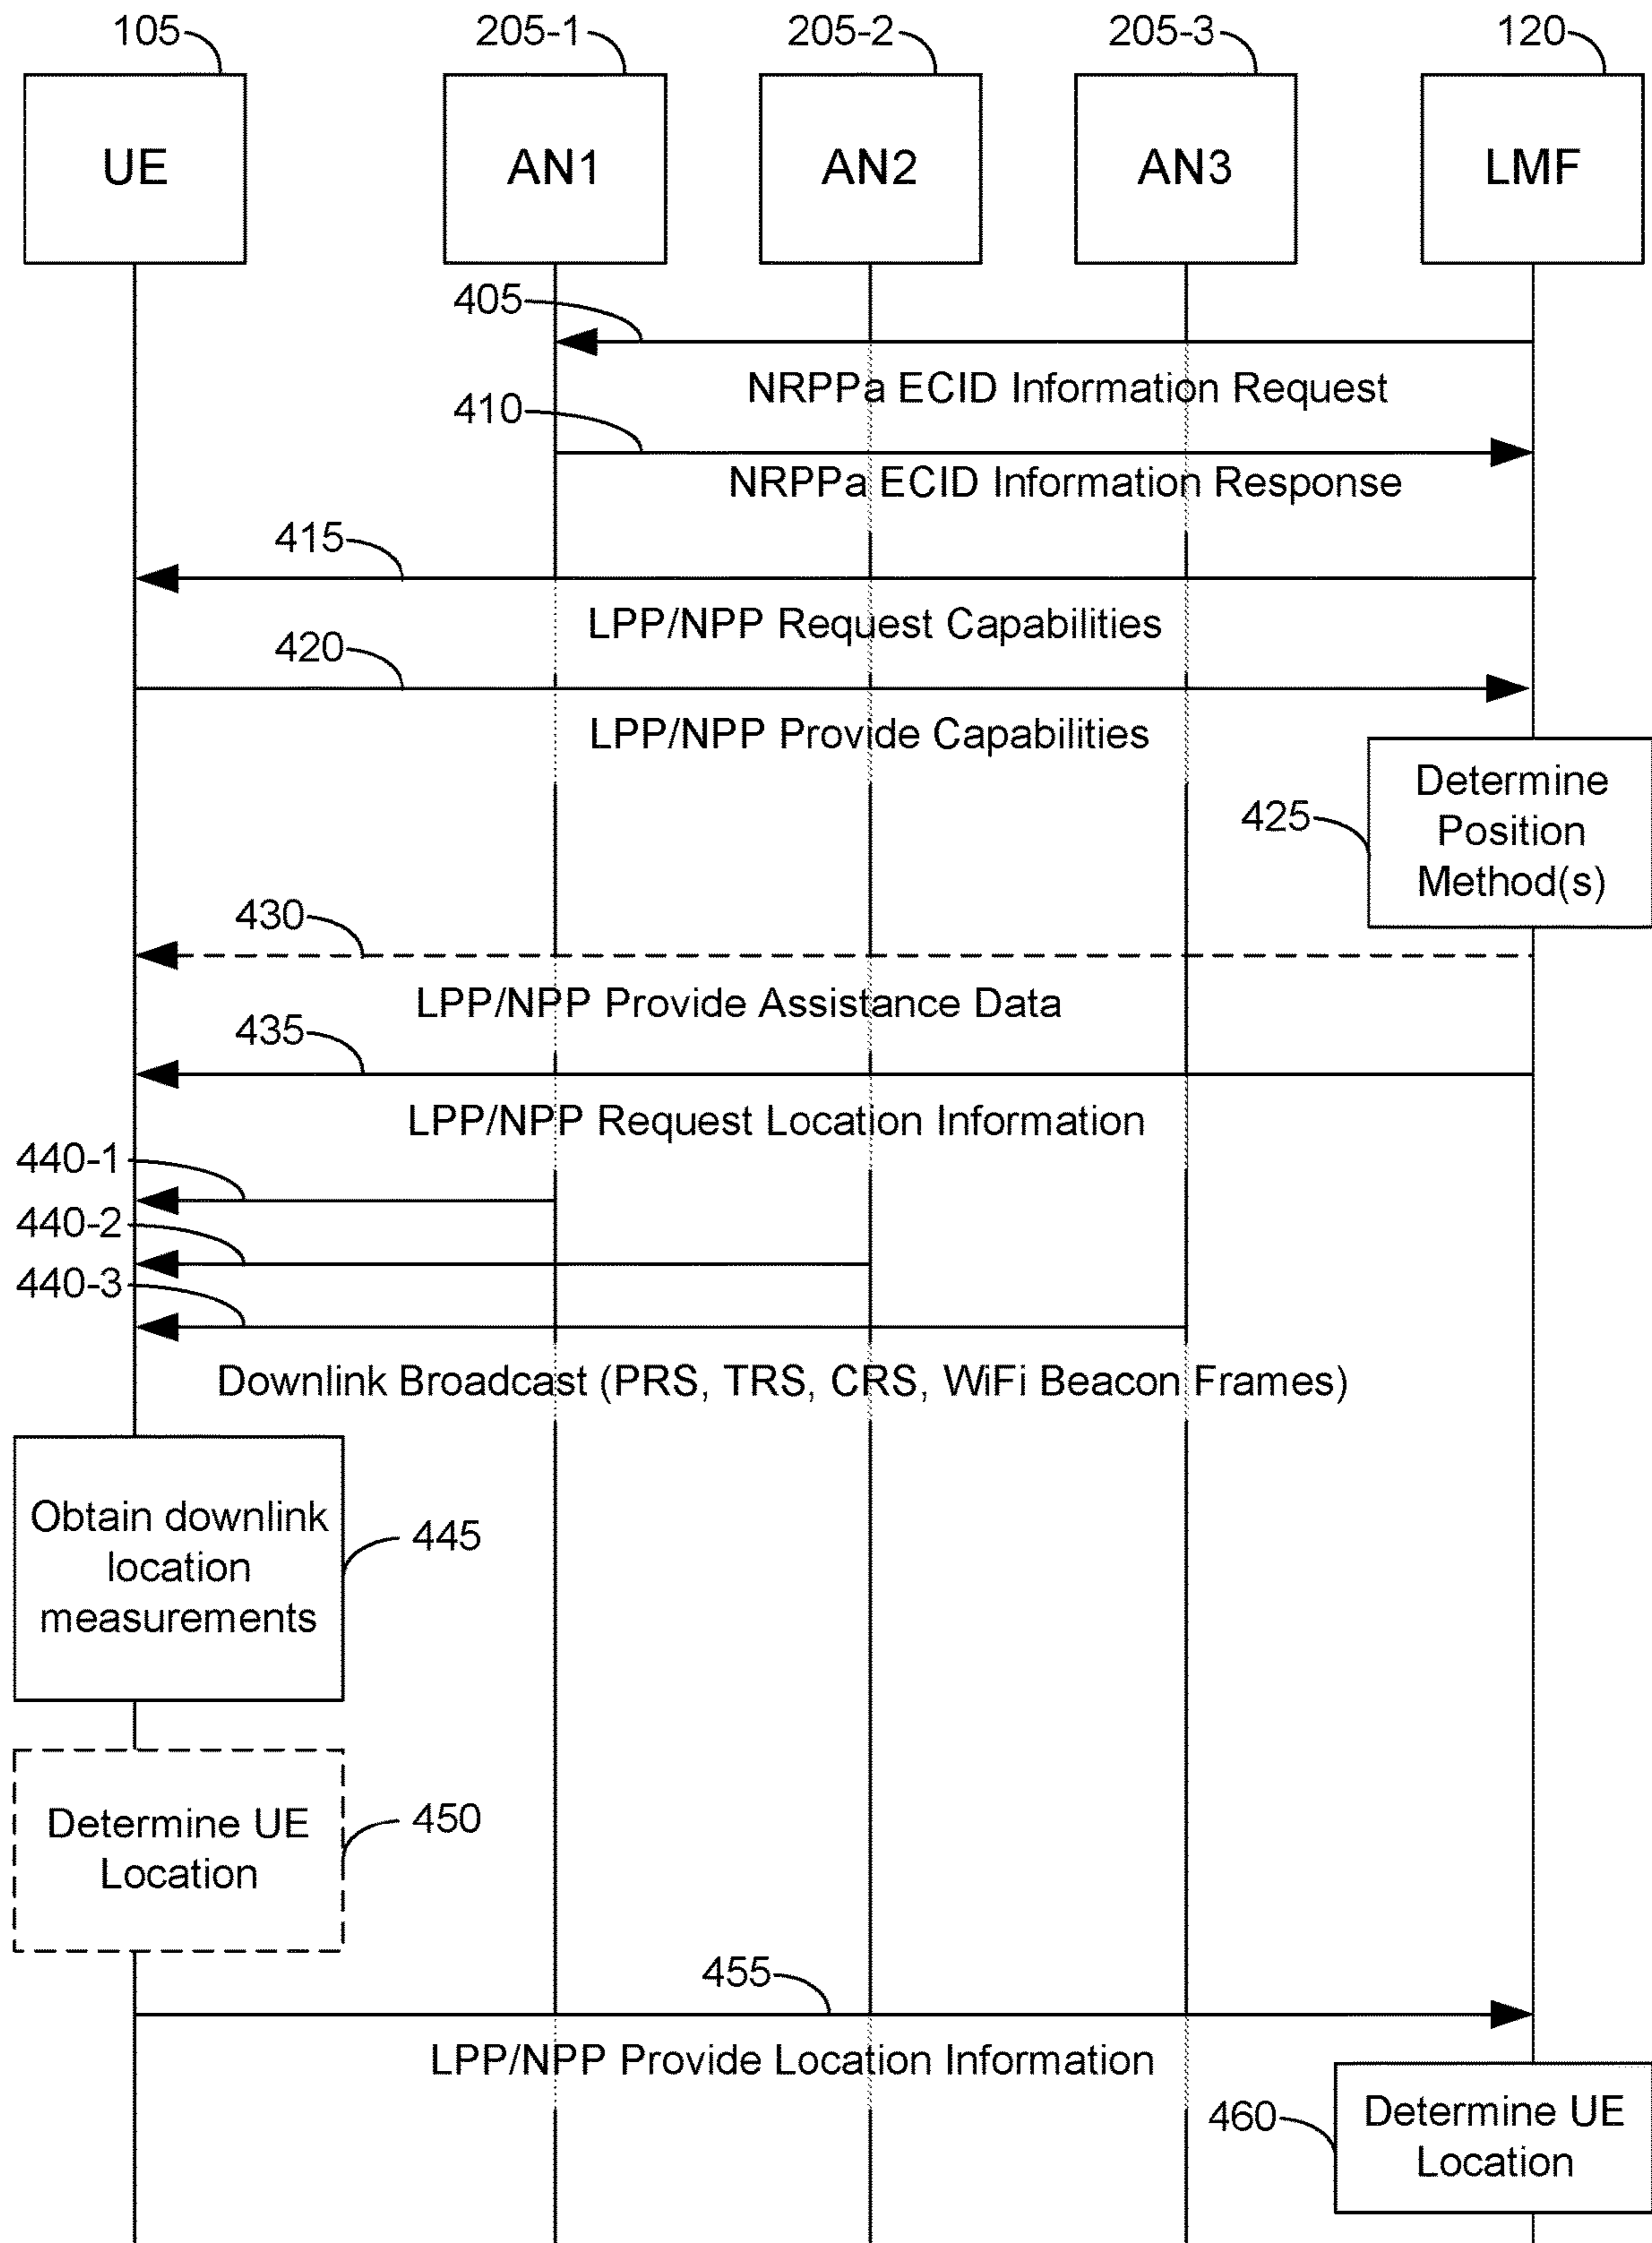 105
205-1
205-2
205-3
120
UE
AN1
AN2
AN3
LMF
405
NRPPa ECID Information Request
410
NRPPa ECID Information Response
415
LPP/NPP Request Capabilities
420
LPP/NPP Provide Capabilities
425
Determine
Position
Method(s)
430
LPP/NPP Provide Assistance Data
435
LPP/NPP Request Location Information
440-1
440-2
440-3
Downlink Broadcast (PRS, TRS, CRS, WiFi Beacon Frames)
Obtain downlink
location
measurements
445
Determine UE
Location
450
455
LPP/NPP Provide Location Information
460
Determine UE
Location